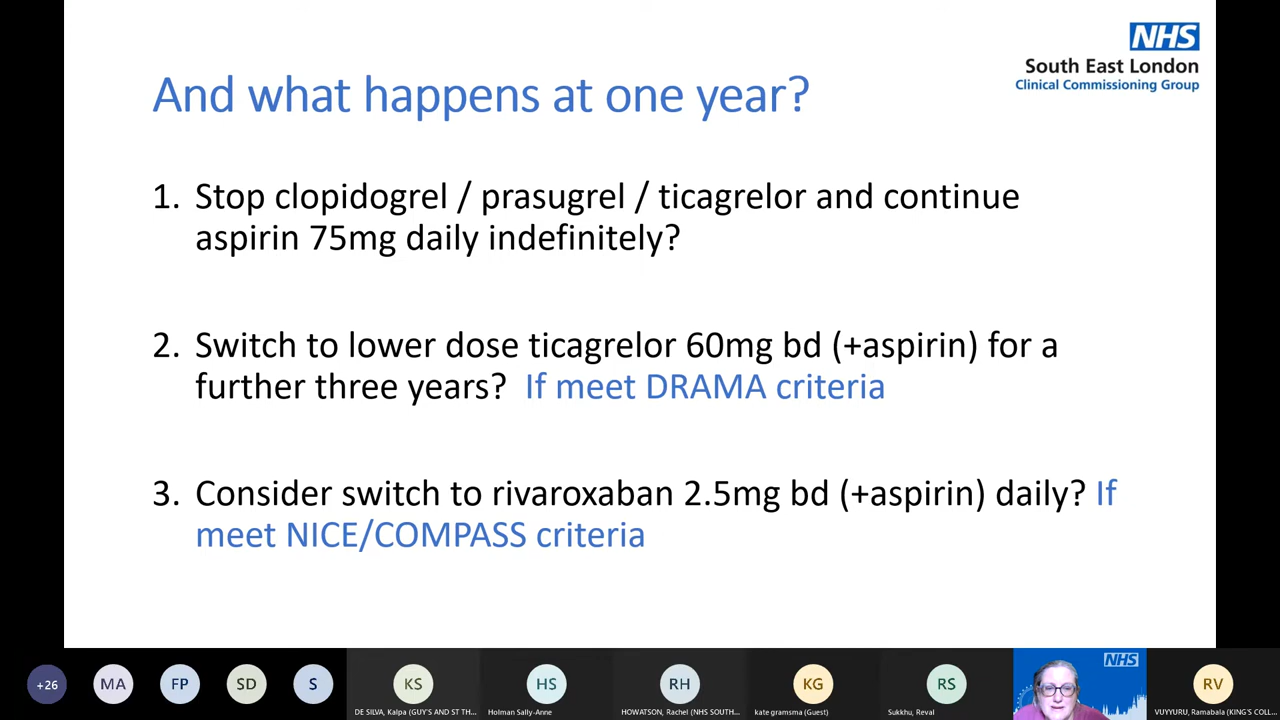 NHS
South East London
Clinical Commissioning Group
And what happens at one year?
1. Stop clopidogrel / prasugrel / ticagrelor and continue
aspirin 75mg daily indefinitely?
2. Switch to lower dose ticagrelor 60mg bd (+aspirin) for a
further three years? If meet DRAMA criteria
3. Consider switch to rivaroxaban 2.5mg bd (+aspirin) daily? If
meet NICE/COMPASS criteria
+26
MA
FP
SD
S
KS
DE SILVA, Kalpa (GUY'S AND ST TH...
HS
Holman Sally-Anne
RH
HOWATSON, Rachel (NHS SOUTH...
KG
kate gramsma (Guest)
RS
Sukkhu, Reval
NHS
RV
VUYYURU, Ramabala (KING'S COLL...